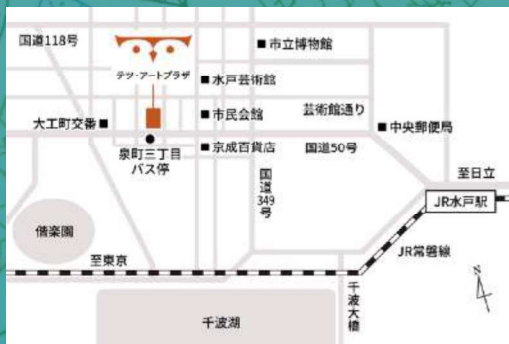 国道118号
テツ・アートプラザ
市立博物館
水戸芸術館
市民会館
芸術館通り
大工町交番
中央郵便局
泉町三丁目
バス停
京成百貨店
国道50号
国道349号
至日立
JR水戸駅
偕楽園
至東京
JR常磐線
N
千波大橋
千波湖